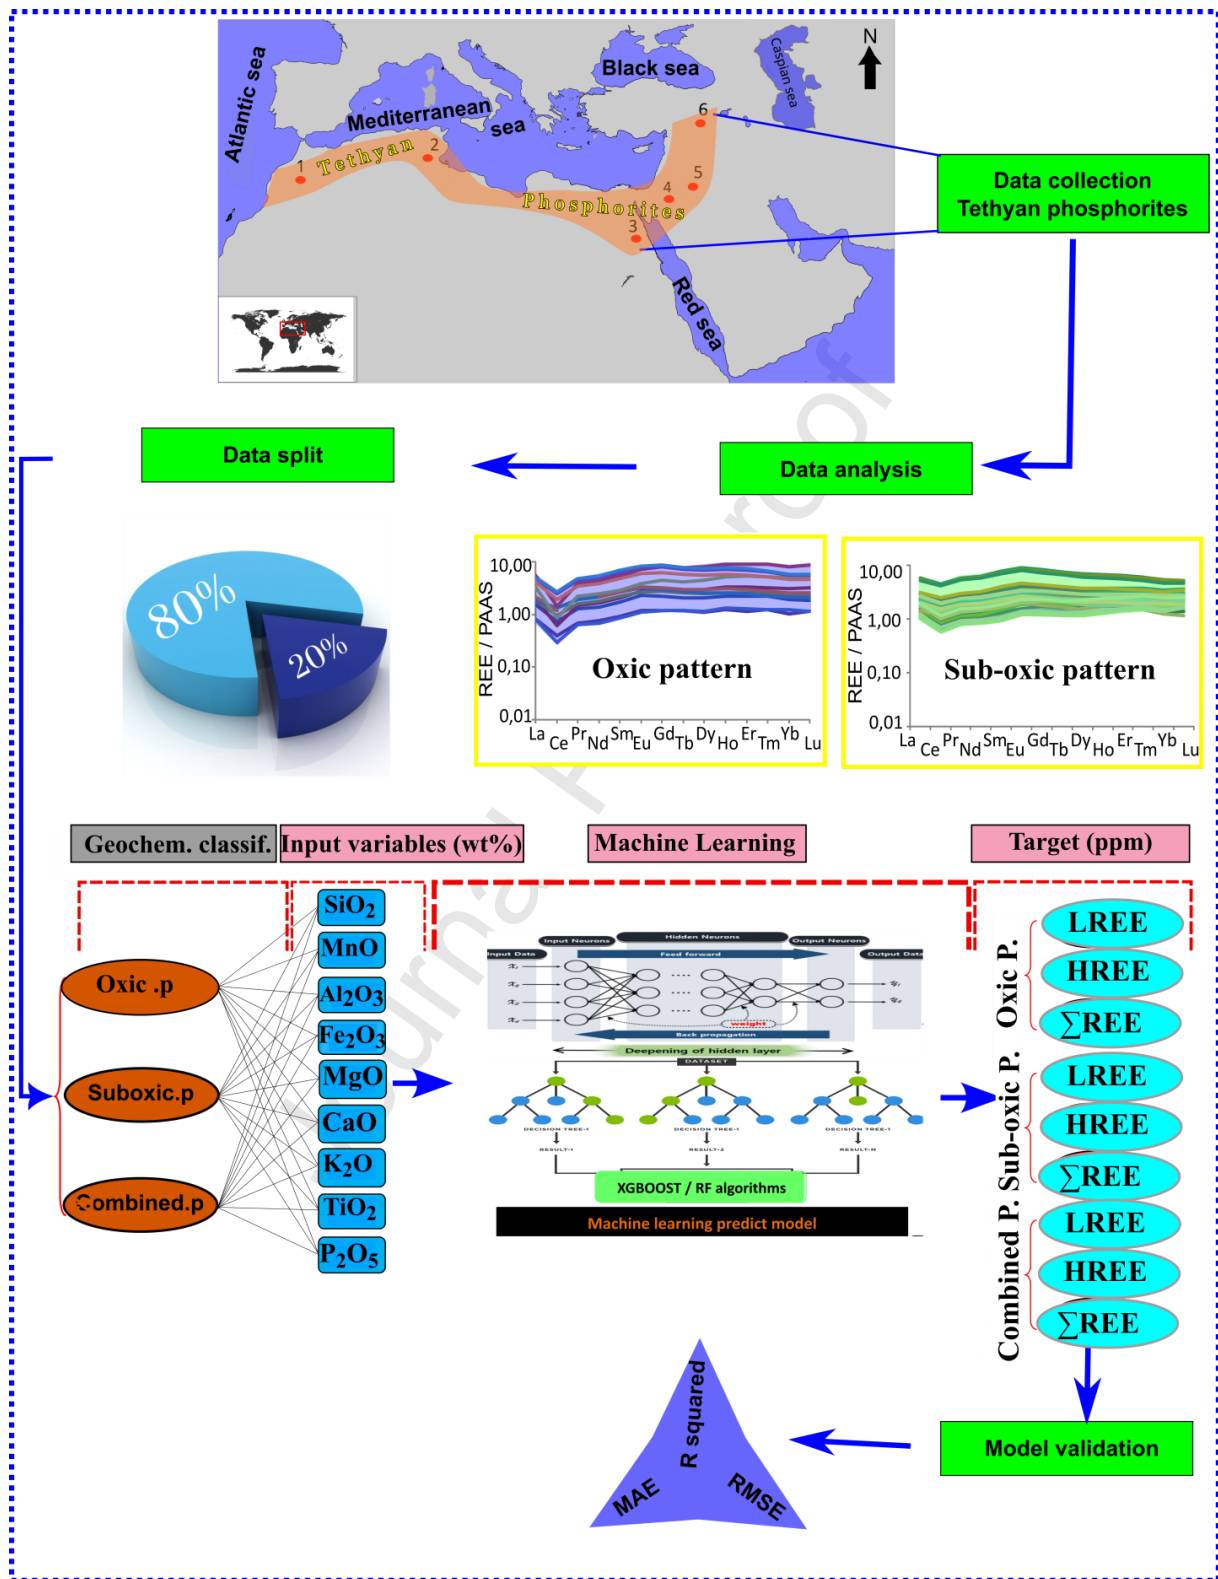 N
Black sea
Caspian sea
Atlantic sea
Mediterranean
sea
6
1
Tethyan
2
5
4
Phosphorites
3
Red sea
Data collection
Tethyan phosphorites
Data split
Data analysis
80%
20%
REE / PAAS
10,00
1,00
0,10
0,01
Oxic pattern
La Ce Pr Nd Sm Eu Gd Tb Dy Ho Er Tm Yb Lu
10,00
1,00
0,10
0,01
Sub-oxic pattern
La Ce Pr Nd Sm Eu Gd Tb Dy Ho Er Tm Yb Lu
Geochem. classif.
Input variables (wt%)
Machine Learning
Target (ppm)
Oxic .p
Suboxic.p
Combined.p
SiO2
MnO
Al2O3
Fe2O3
MgO
CaO
K2O
TiO2
P2O5
Input Neurons
Hidden Neurons
Output Neurons
Input Data
Feed forward
Output Data
weight
Back propagation
Deepening of hidden layer
DATASET
DECISION TREE-1
DECISION TREE-1
DECISION TREE-1
RESULT-1
RESULT-2
RESULT-N
XGBOOST / RF algorithms
Machine learning predict model
Oxic P.
LREE
HREE
∑REE
Sub-oxic P.
LREE
HREE
∑REE
Combined P.
LREE
HREE
∑REE
Model validation
R squared
MAE
RMSE